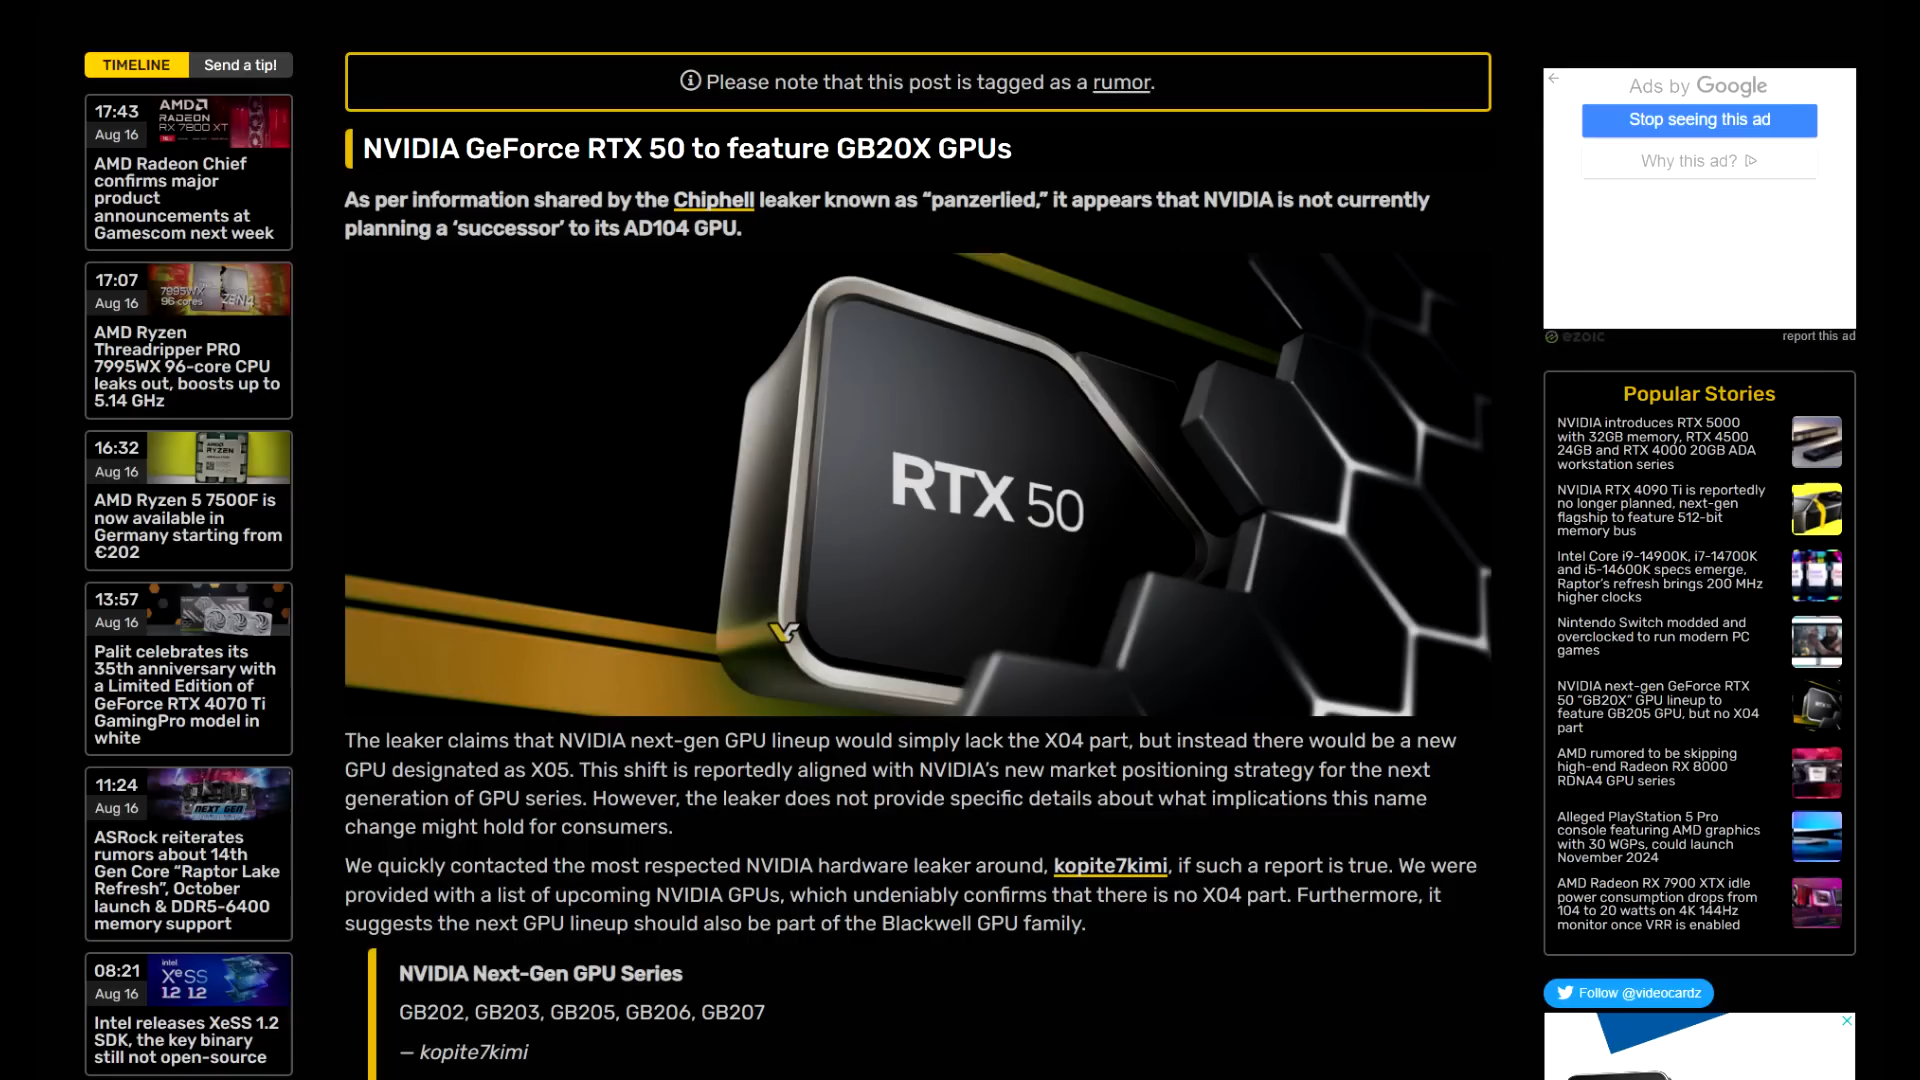 TIMELINE
Send a tip!
17:43
Aug 16
AMD
RADEON
RX 7800 XT
AMD Radeon Chief
confirms major
product
announcements at
Gamescom next week
17:07
Aug 16
7995WX
96 cores
ZEN4
AMD Ryzen
Threadripper PRO
7995WX 96-core CPU
leaks out, boosts up to
5.14 GHz
16:32
Aug 16
RYZEN
AMD Ryzen 5 7500F is
now available in
Germany starting from
€202
13:57
Aug 16
Palit celebrates its
35th anniversary with
a Limited Edition of
GeForce RTX 4070 Ti
GamingPro model in
white
11:24
Aug 16
NEXT GEN
ASRock reiterates
rumors about 14th
Gen Core “Raptor Lake
Refresh”, October
launch & DDR5-6400
memory support
08:21
Aug 16
intel
XeSS
1.2 1.2
Intel releases XeSS 1.2
SDK, the key binary
still not open-source
Please note that this post is tagged as a rumor.
NVIDIA GeForce RTX 50 to feature GB20X GPUs
As per information shared by the Chiphell leaker known as “panzerlied,” it appears that NVIDIA is not currently
planning a ‘successor’ to its AD104 GPU.
RTX 50
The leaker claims that NVIDIA next-gen GPU lineup would simply lack the X04 part, but instead there would be a new
GPU designated as X05. This shift is reportedly aligned with NVIDIA’s new market positioning strategy for the next
generation of GPU series. However, the leaker does not provide specific details about what implications this name
change might hold for consumers.
We quickly contacted the most respected NVIDIA hardware leaker around, kopite7kimi, if such a report is true. We were
provided with a list of upcoming NVIDIA GPUs, which undeniably confirms that there is no X04 part. Furthermore, it
suggests the next GPU lineup should also be part of the Blackwell GPU family.
NVIDIA Next-Gen GPU Series
GB202, GB203, GB205, GB206, GB207
— kopite7kimi
Ads by Google
Stop seeing this ad
Why this ad?
ezoic
report this ad
Popular Stories
NVIDIA introduces RTX 5000
with 32GB memory, RTX 4500
24GB and RTX 4000 20GB ADA
workstation series
NVIDIA RTX 4090 Ti is reportedly
no longer planned, next-gen
flagship to feature 512-bit
memory bus
Intel Core i9-14900K, i7-14700K
and i5-14600K specs emerge,
Raptor’s refresh brings 200 MHz
higher clocks
Nintendo Switch modded and
overclocked to run modern PC
games
NVIDIA next-gen GeForce RTX
50 “GB20X” GPU lineup to
feature GB205 GPU, but no X04
part
AMD rumored to be skipping
high-end Radeon RX 8000
RDNA4 GPU series
Alleged PlayStation 5 Pro
console featuring AMD graphics
with 30 WGPs, could launch
November 2024
AMD Radeon RX 7900 XTX idle
power consumption drops from
104 to 20 watts on 4K 144Hz
monitor once VRR is enabled
Follow @videocardz